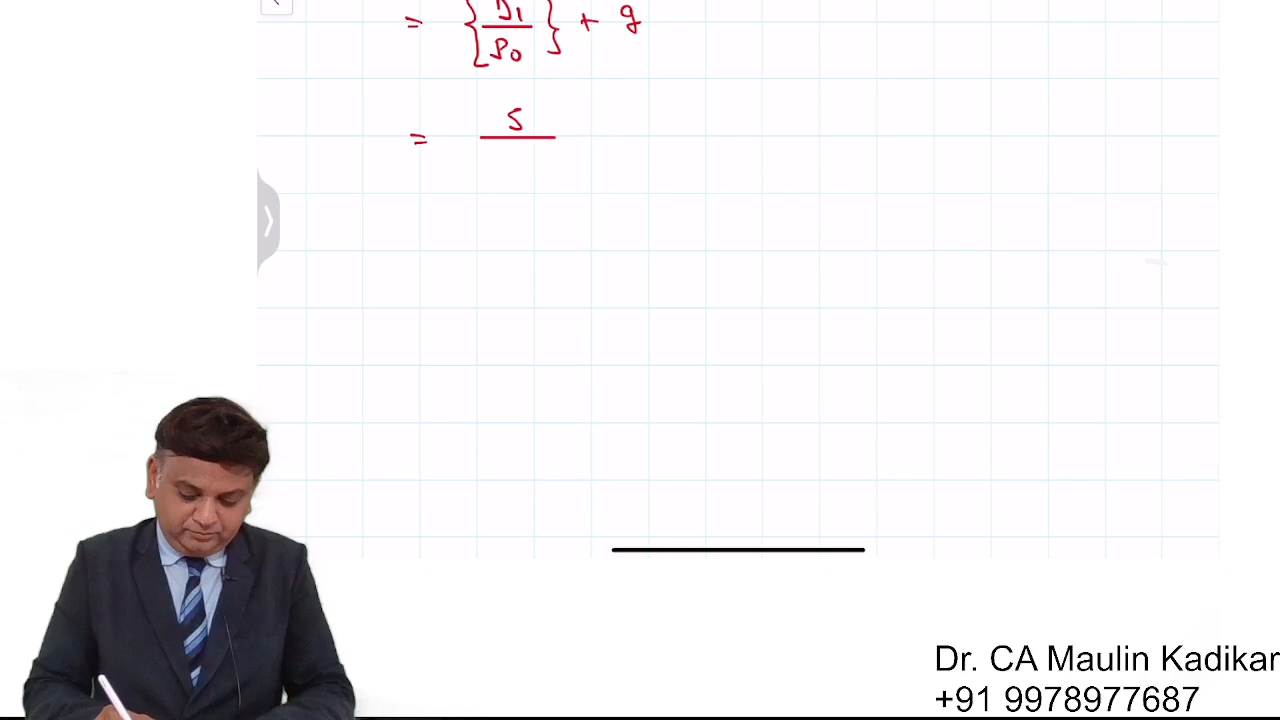 = { D1 / P0 } + g
= 5
Dr. CA Maulin Kadikar
+91 9978977687